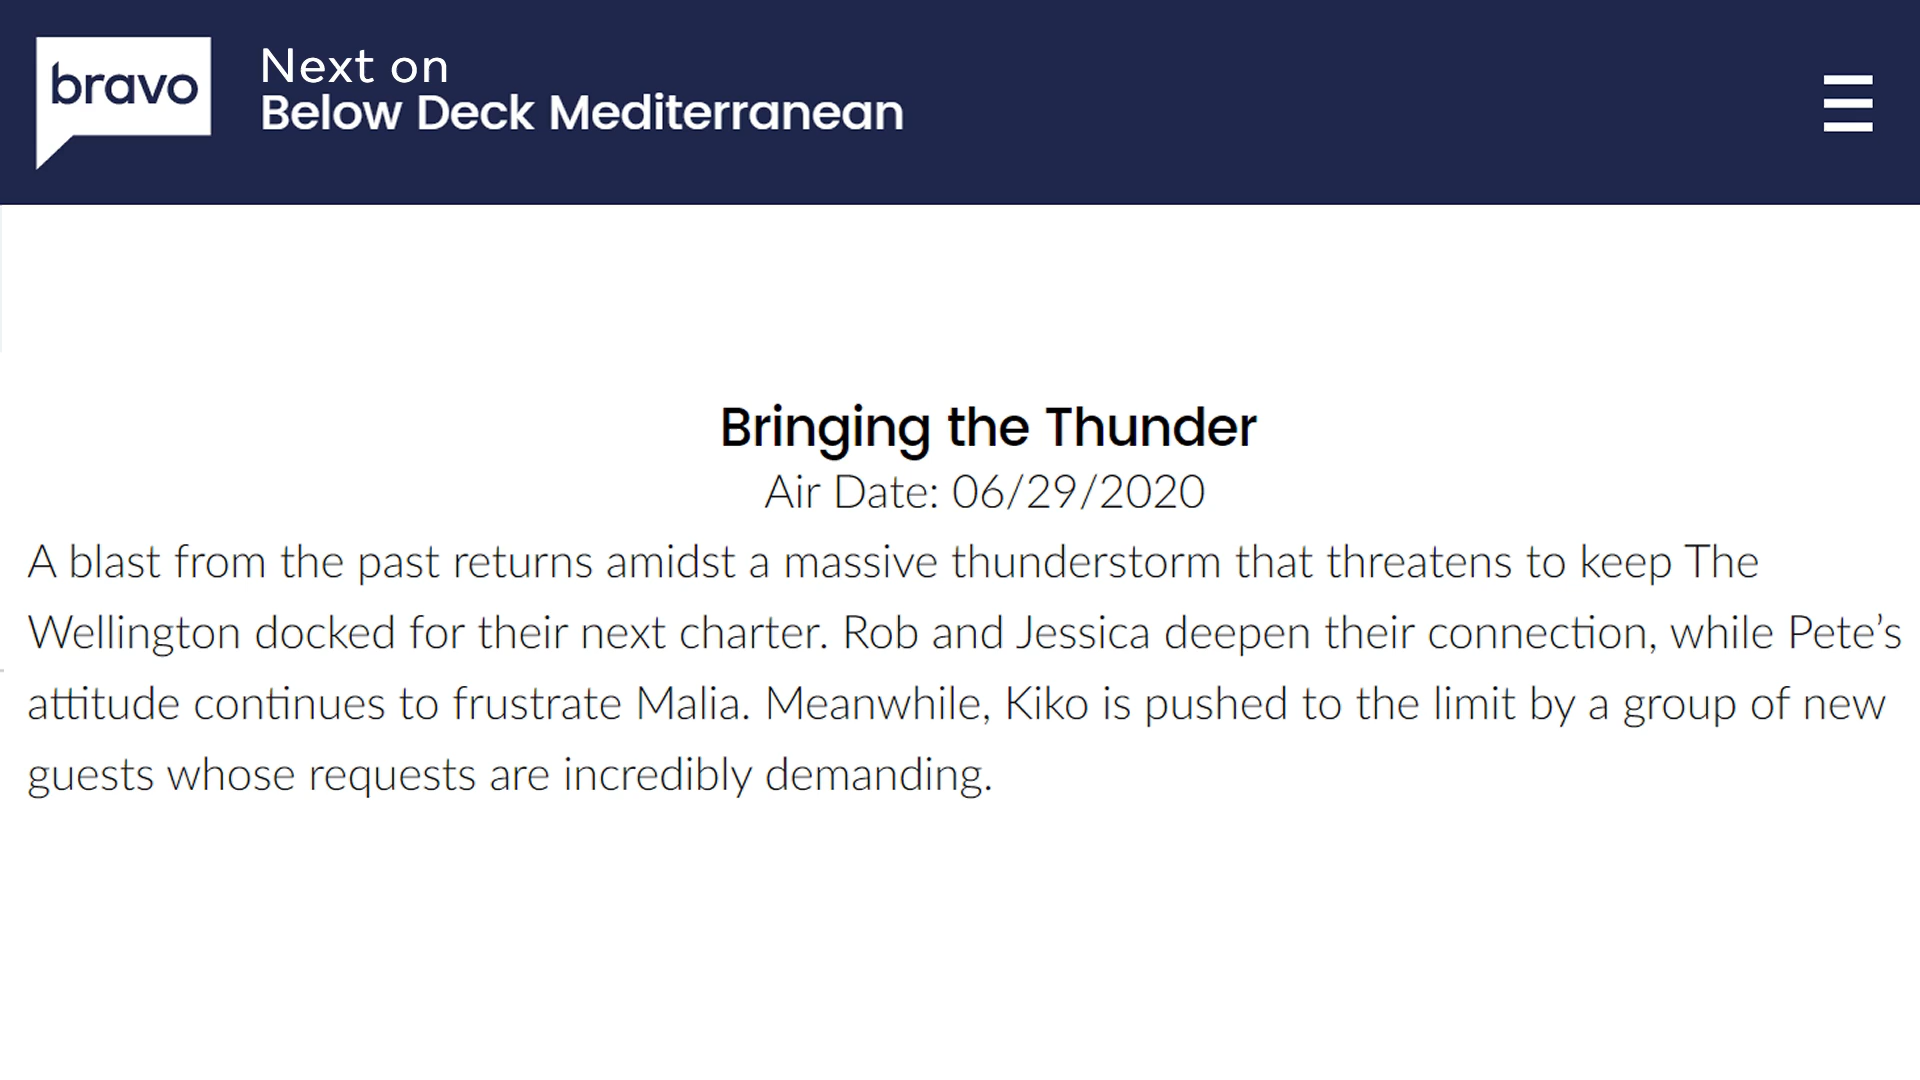 bravo
Next on
Below Deck Mediterranean
Bringing the Thunder
Air Date: 06/29/2020
A blast from the past returns amidst a massive thunderstorm that threatens to keep The
Wellington docked for their next charter. Rob and Jessica deepen their connection, while Pete’s
attitude continues to frustrate Malia. Meanwhile, Kiko is pushed to the limit by a group of new
guests whose requests are incredibly demanding.